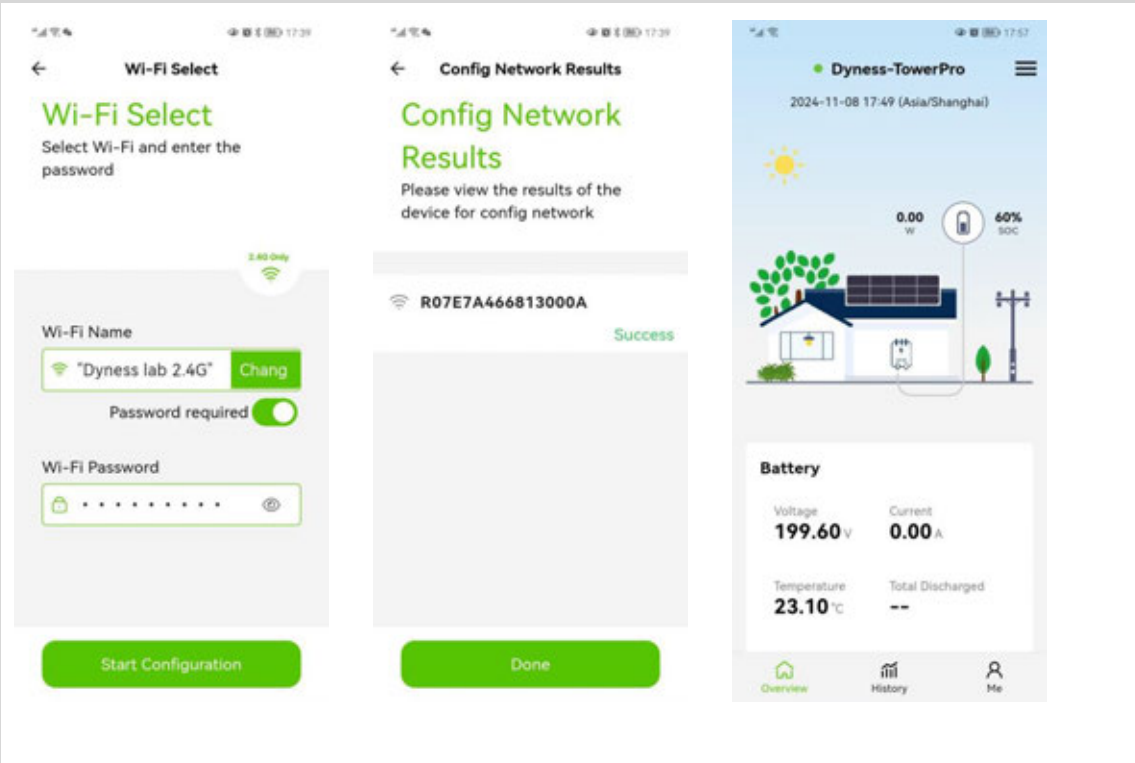 17:39
Wi-Fi Select
Wi-Fi Select
Select Wi-Fi and enter the
password
2.4G Only
Wi-Fi Name
"Dyness lab 2.4G"
Chang
Password required
Wi-Fi Password
Start Configuration
17:39
Config Network Results
Config Network
Results
Please view the results of the
device for config network
R07E7A466813000A
Success
Done
17:57
Dyness-TowerPro
2024-11-08 17:49 (Asia/Shanghai)
0.00
W
60%
SOC
Battery
Voltage Current
199.60 V 0.00 A
Temperature Total Discharged
23.10 °C --
Overview History Me